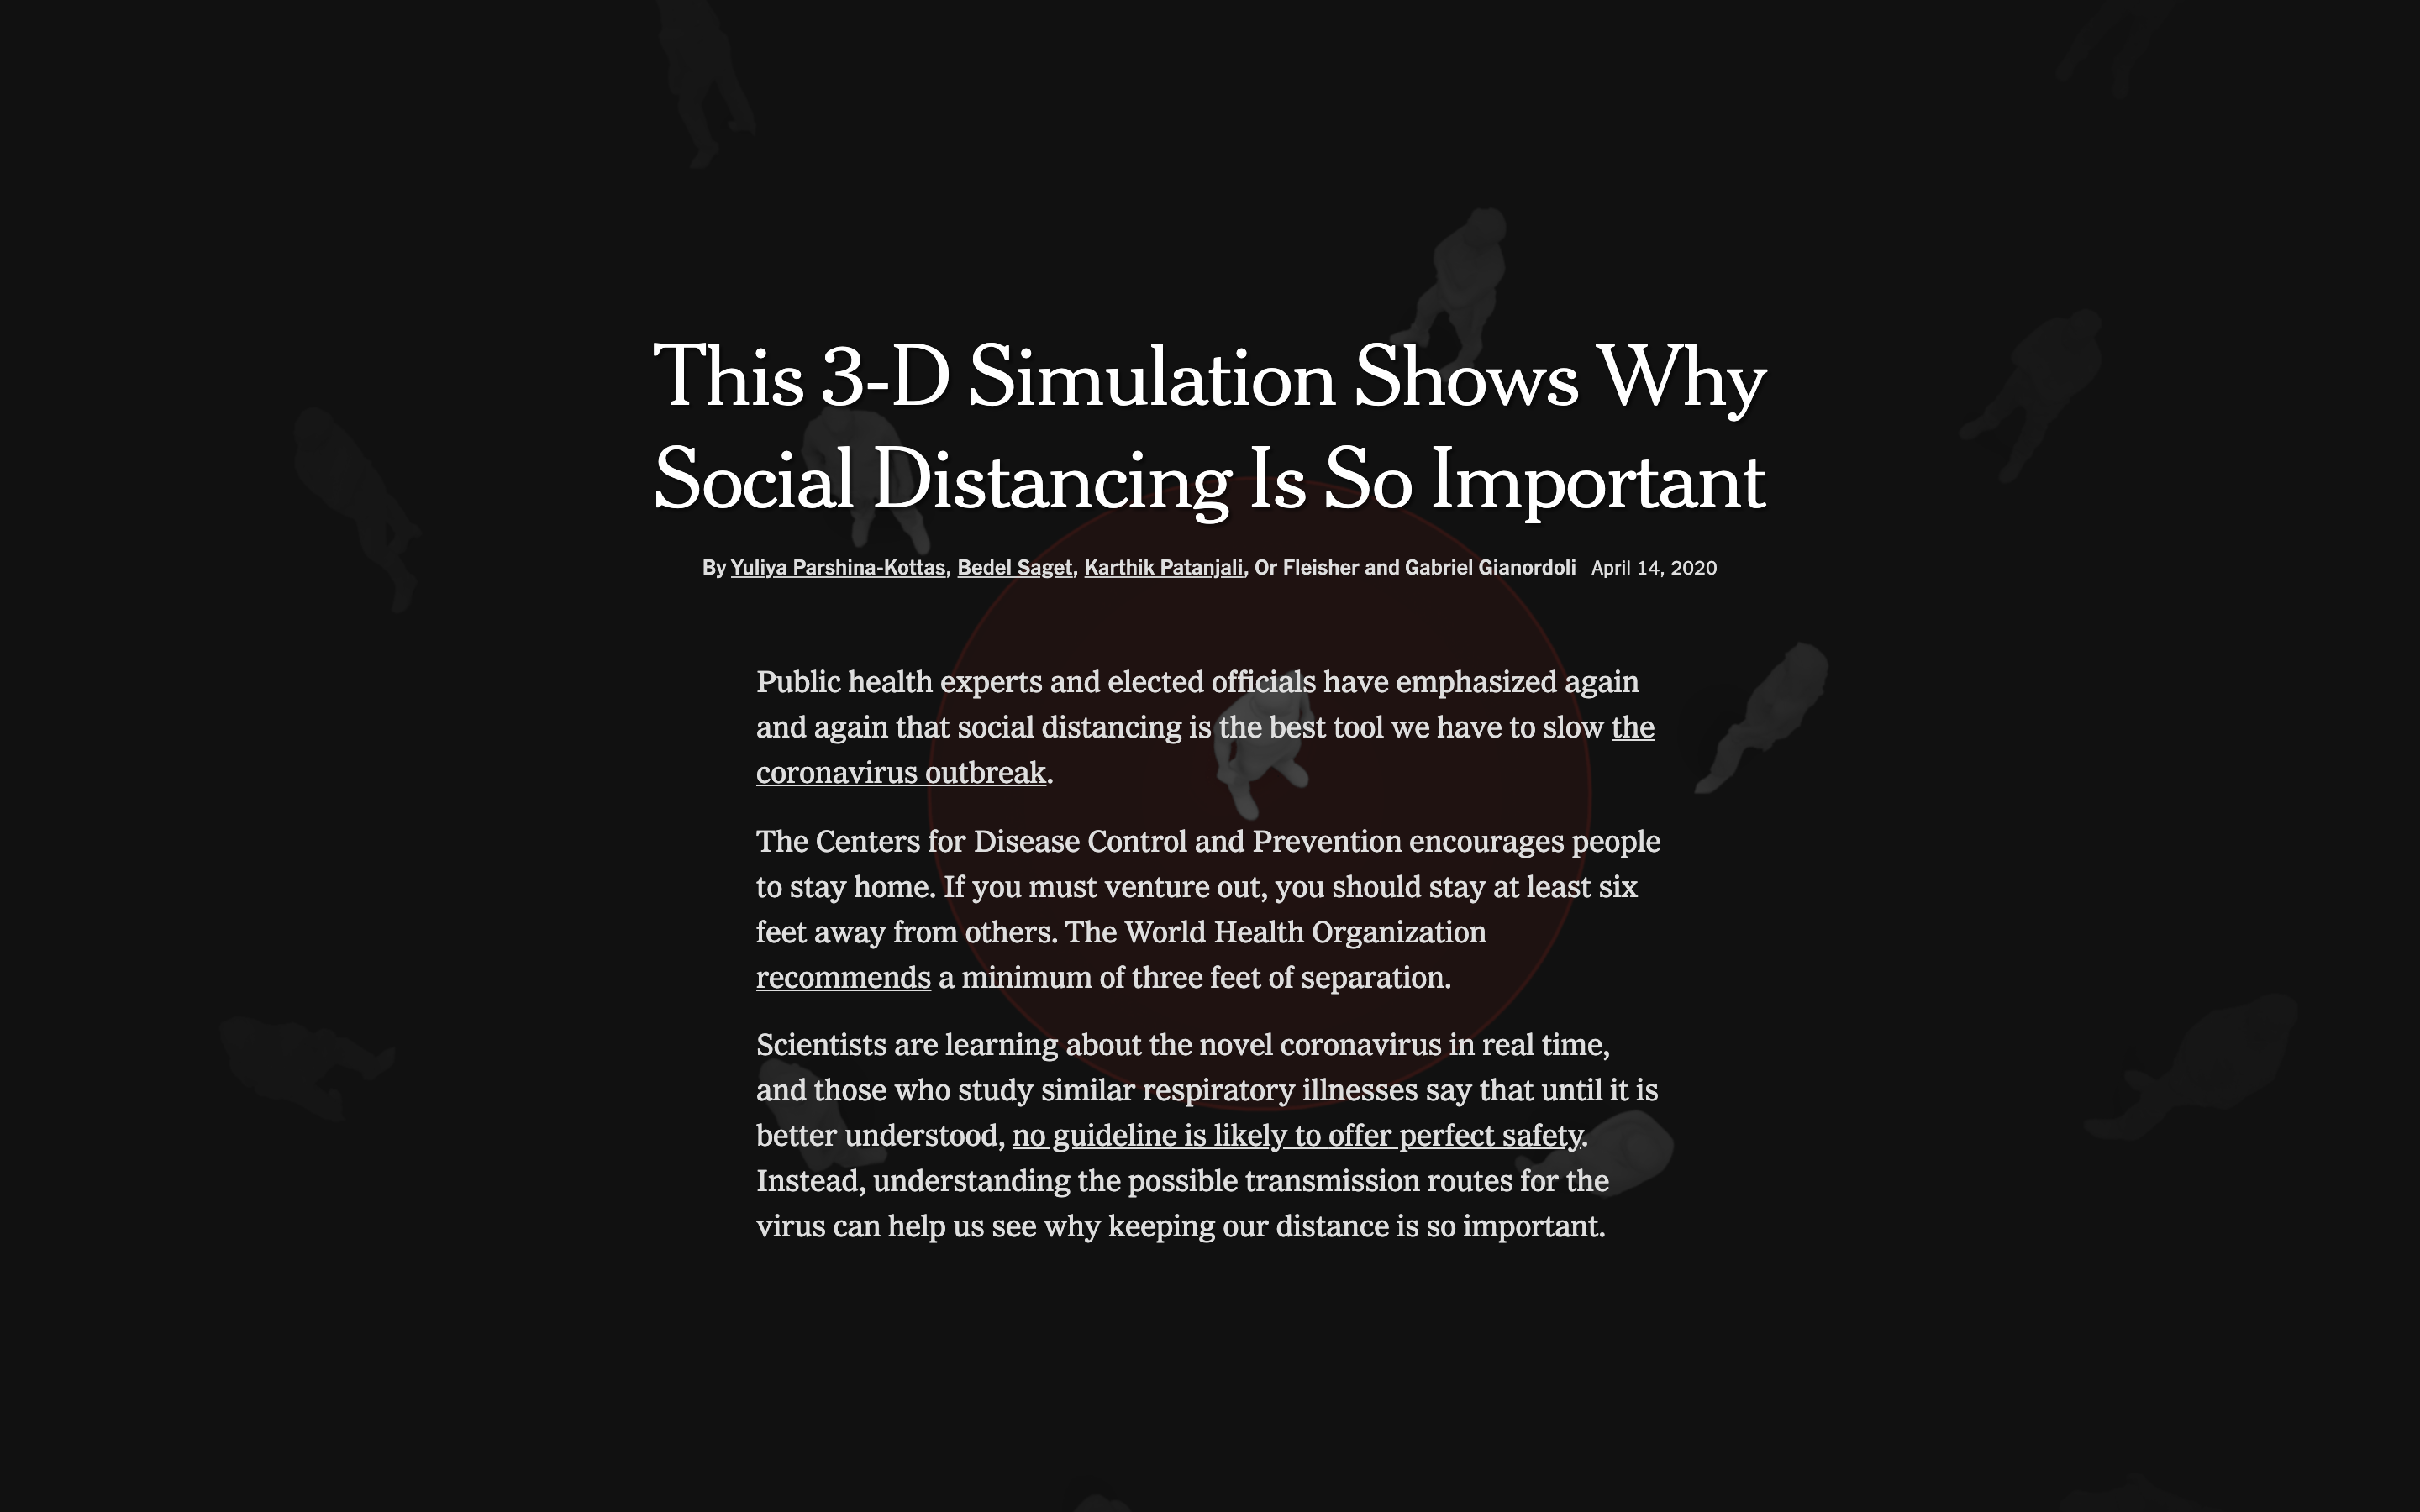 This 3-D Simulation Shows Why
Social Distancing Is So Important
By Yuliya Parshina-Kottas, Bedel Saget, Karthik Patanjali, Or Fleisher and Gabriel Gianordoli April 14, 2020
Public health experts and elected officials have emphasized again
and again that social distancing is the best tool we have to slow the
coronavirus outbreak.
The Centers for Disease Control and Prevention encourages people
to stay home. If you must venture out, you should stay at least six
feet away from others. The World Health Organization
recommends a minimum of three feet of separation.
Scientists are learning about the novel coronavirus in real time,
and those who study similar respiratory illnesses say that until it is
better understood, no guideline is likely to offer perfect safety.
Instead, understanding the possible transmission routes for the
virus can help us see why keeping our distance is so important.